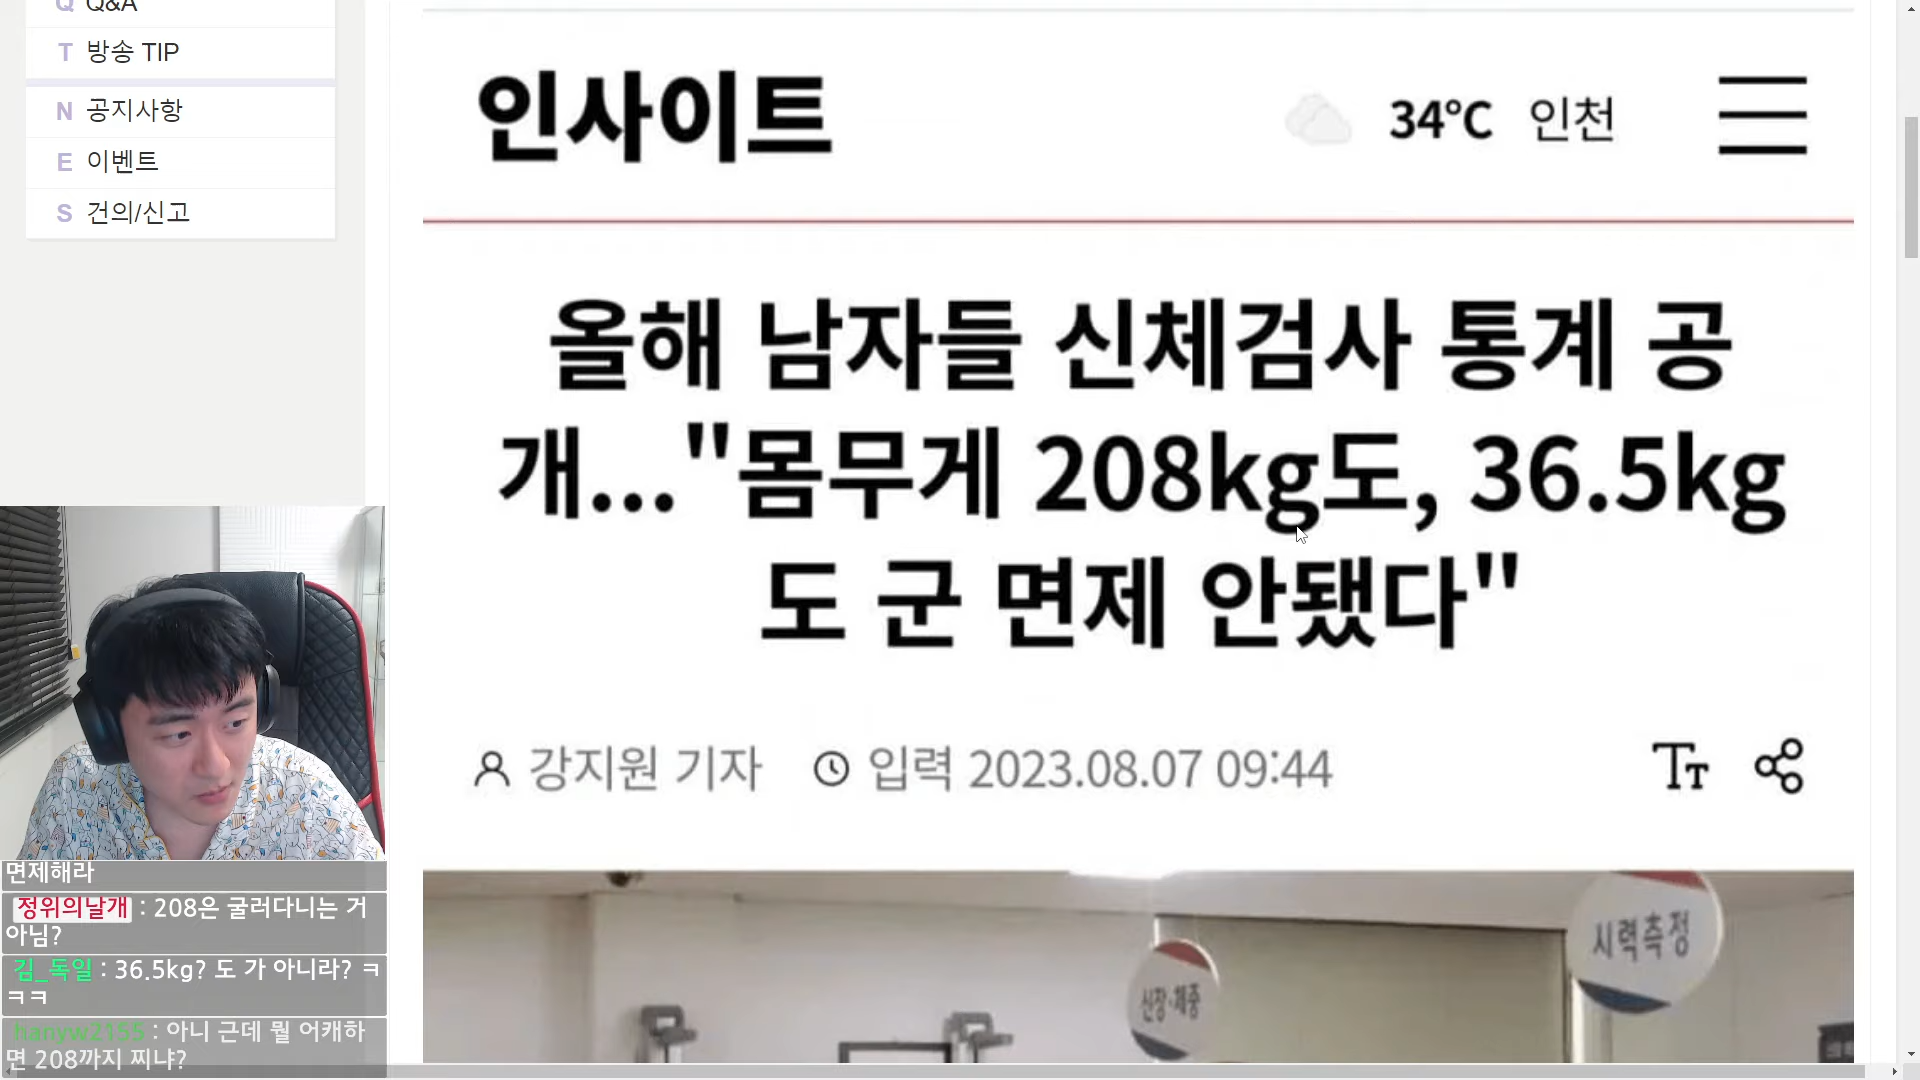 Q Q&A
T 방송 TIP
N 공지사항
E 이벤트
S 건의/신고
인사이트
34°C 인천
올해 남자들 신체검사 통계 공
개..."몸무게 208kg도, 36.5kg
도 군 면제 안됐다"
강지원 기자 입력 2023.08.07 09:44
TT
시력측정
신장·체중
면제해라
정위의날개 : 208은 굴러다니는 거
아님?
김_독일 : 36.5kg? 도 가 아니라? ㅋ
ㅋㅋ
hanyw2155 : 아니 근데 뭘 어캐하
면 208까지 찌냐?